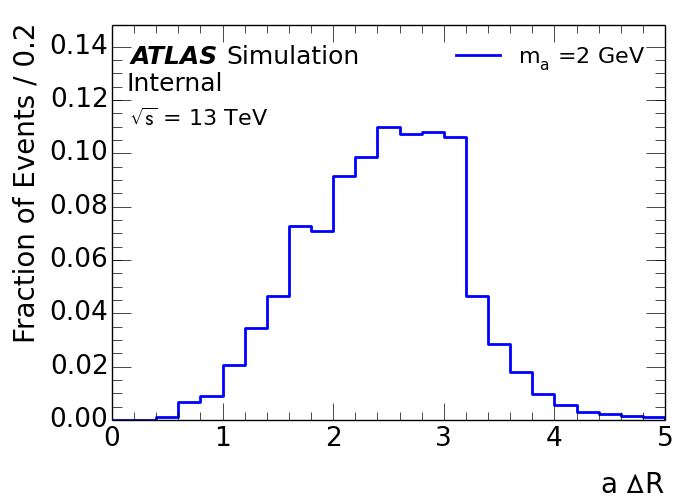 ATLAS Simulation
Internal
√s = 13 TeV
mₐ =2 GeV
Fraction of Events / 0.2
0.14
0.12
0.10
0.08
0.06
0.04
0.02
0.00
0 1 2 3 4 5
a ΔR